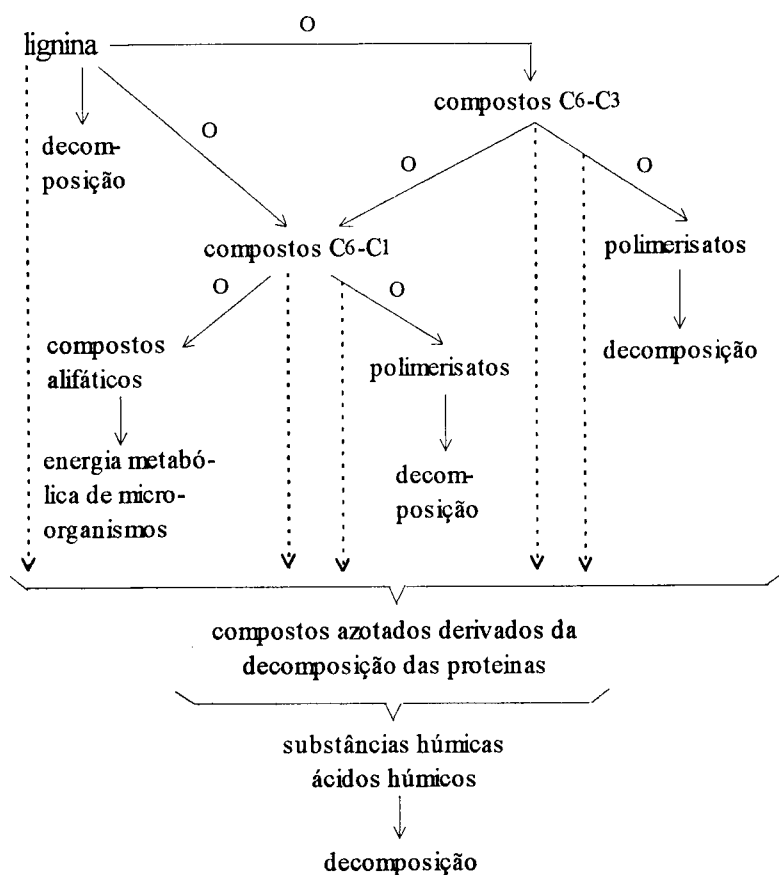 O
lignina
compostos C6-C3
decom-
posição
O
O
O
compostos C6-C1
polimerisatos
O
O
compostos
alifáticos
polimerisatos
decomposição
energia metabó-
lica de micro-
organismos
decom-
posição
compostos azotados derivados da
decomposição das proteinas
substâncias húmicas
ácidos húmicos
decomposição